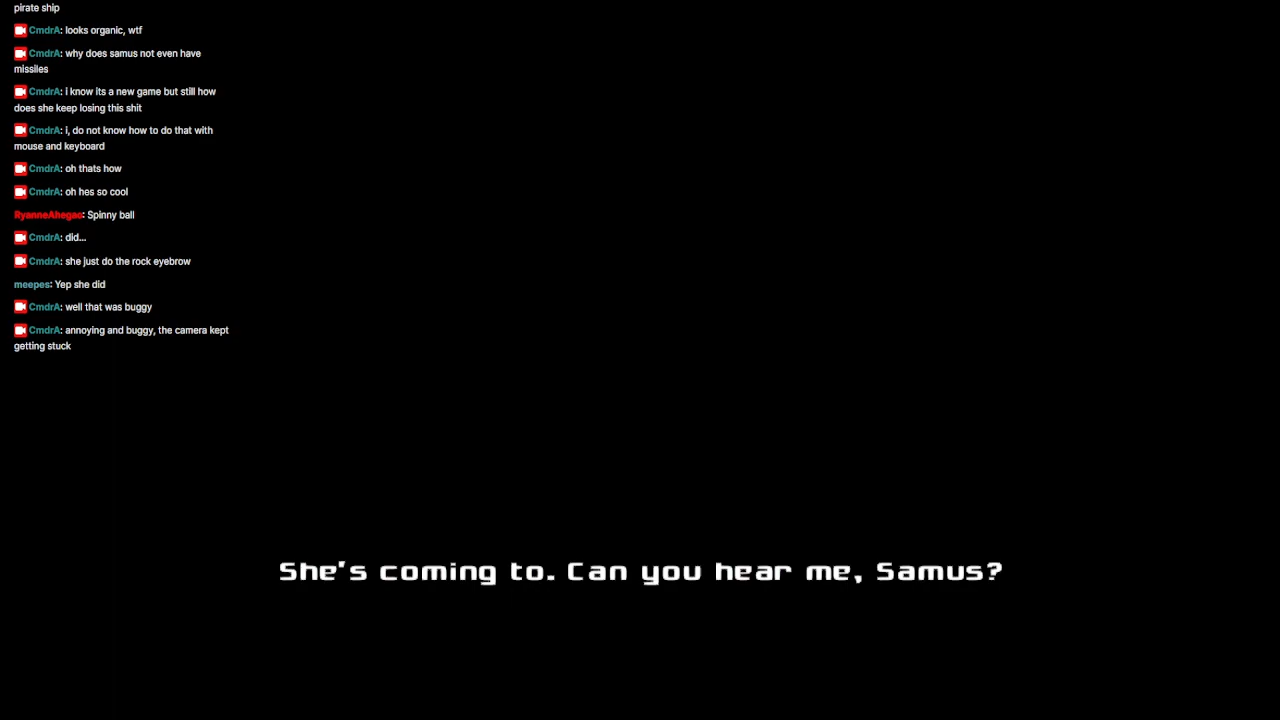 pirate ship
CmdrA: looks organic, wtf
CmdrA: why does samus not even have
missiles
CmdrA: i know its a new game but still how
does she keep losing this shit
CmdrA: i, do not know how to do that with
mouse and keyboard
CmdrA: oh thats how
CmdrA: oh hes so cool
RyanneAhegao: Spinny ball
CmdrA: did...
CmdrA: she just do the rock eyebrow
meepes: Yep she did
CmdrA: well that was buggy
CmdrA: annoying and buggy, the camera kept
getting stuck
She's coming to. Can you hear me, Samus?